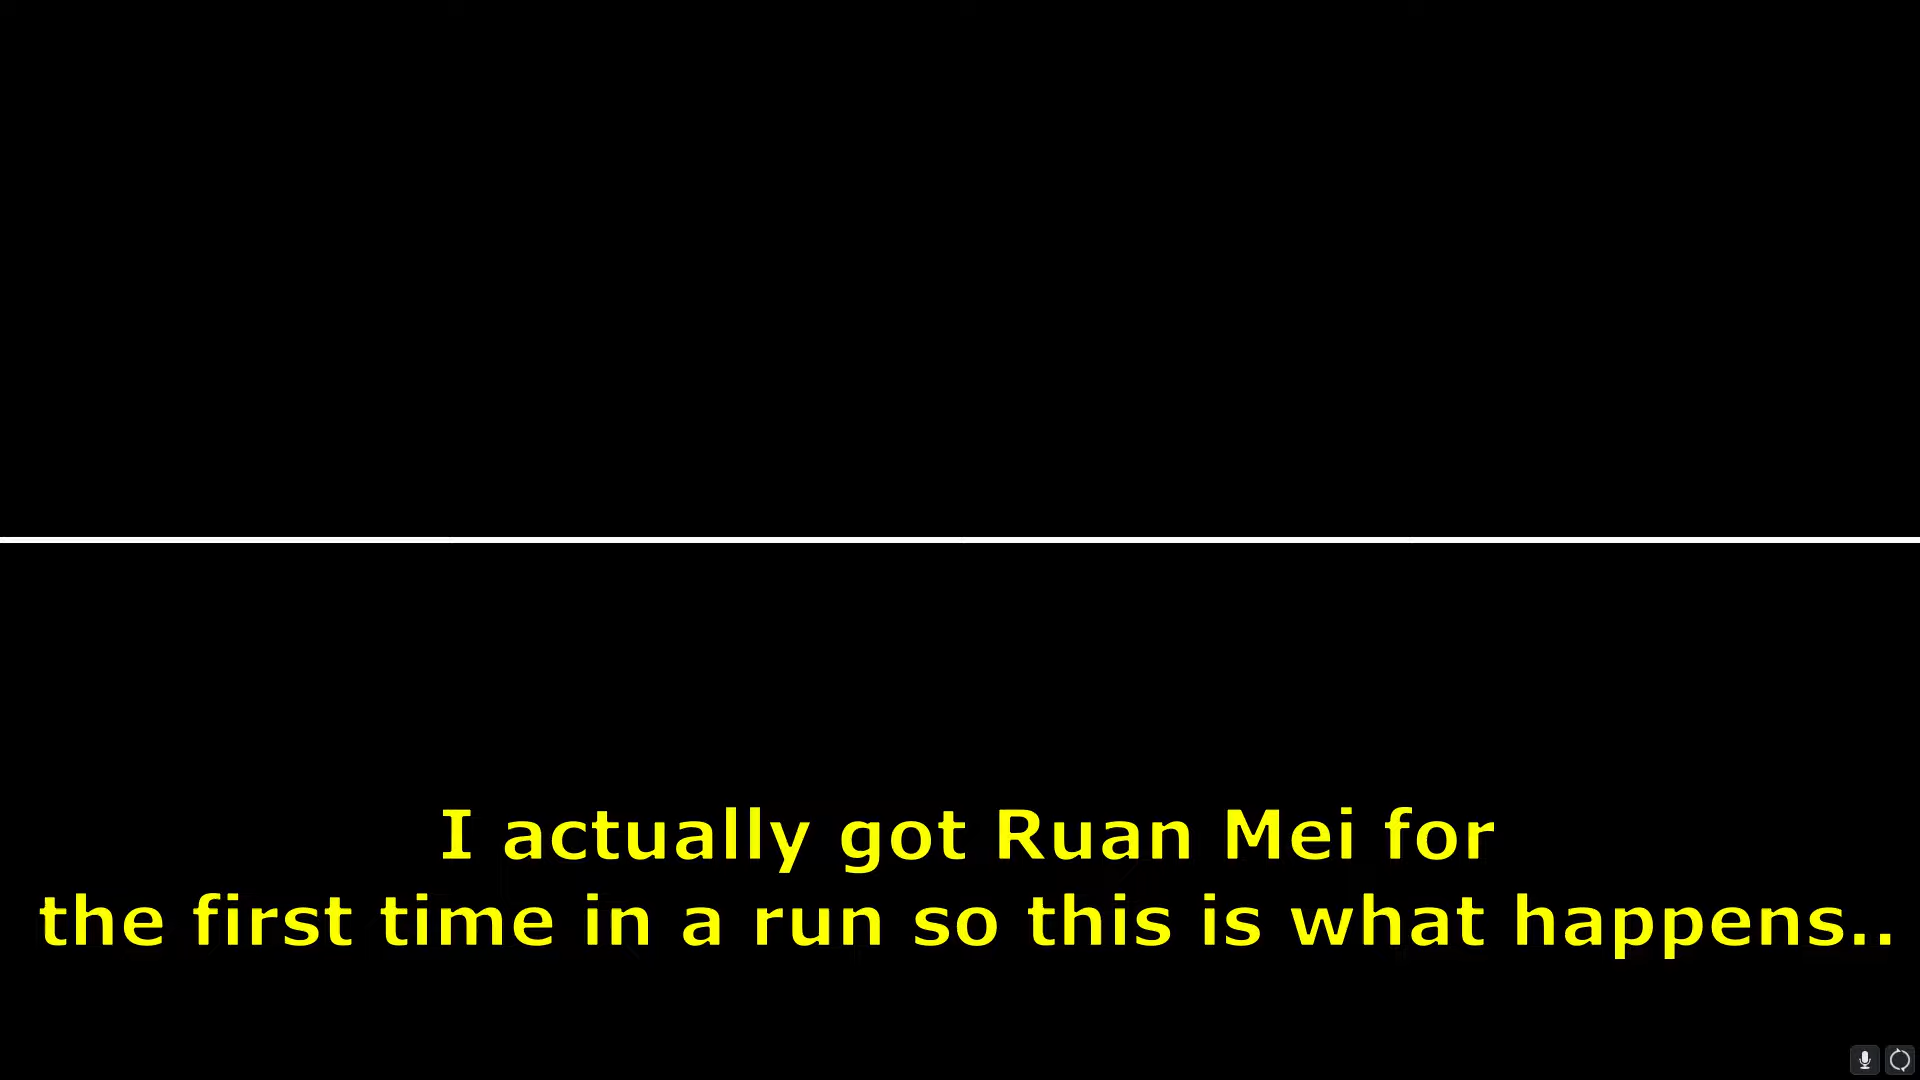 I actually got Ruan Mei for
the first time in a run so this is what happens..